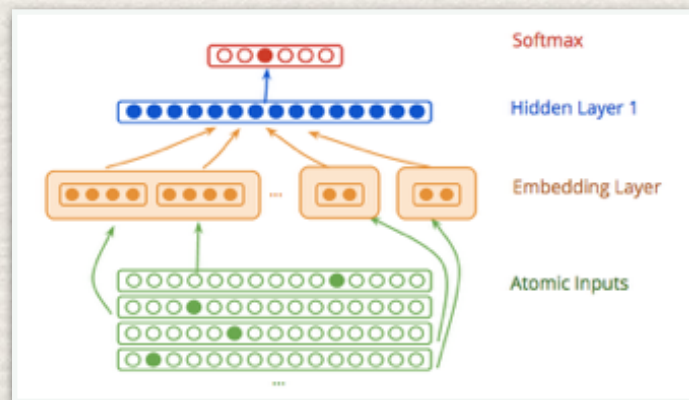 Softmax
Hidden Layer 1
...
Embedding Layer
Atomic Inputs
...